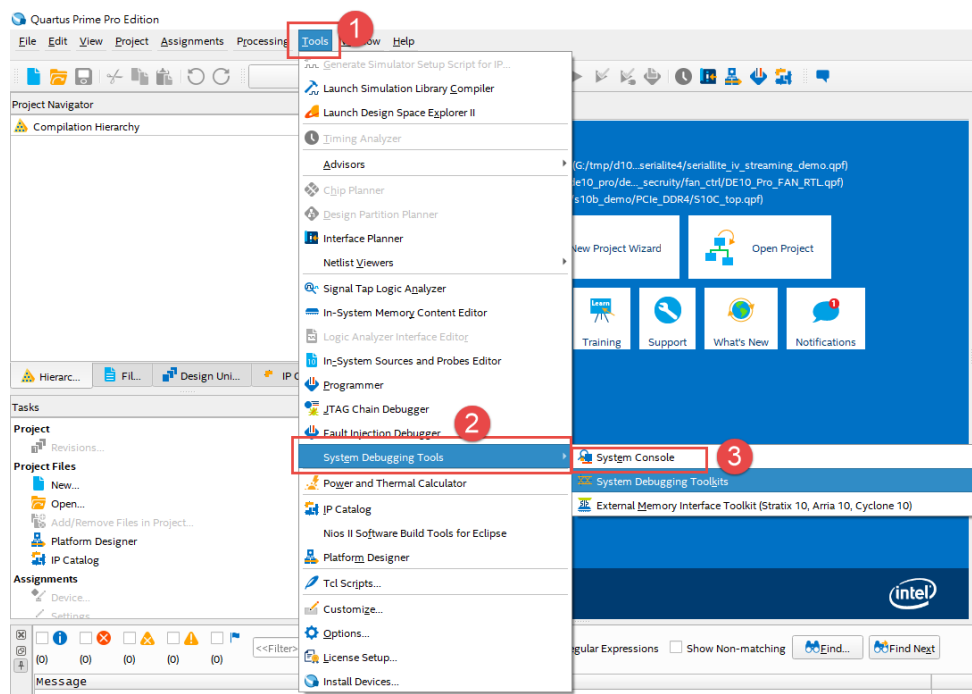 Quartus Prime Pro Edition
File Edit View Project Assignments Processing Tools Help
1
Generate Simulator Setup Script for IP...
Launch Simulation Library Compiler
Launch Design Space Explorer II
Timing Analyzer
Advisors
Chip Planner
Design Partition Planner
Interface Planner
Netlist Viewers
Signal Tap Logic Analyzer
In-System Memory Content Editor
Logic Analyzer Interface Editor
In-System Sources and Probes Editor
Programmer
JTAG Chain Debugger
Fault Injection Debugger
2
System Debugging Tools
Power and Thermal Calculator
IP Catalog
Nios II Software Build Tools for Eclipse
Platform Designer
Tcl Scripts...
Customize...
Options...
License Setup...
Install Devices...
System Console
3
System Debugging Toolkits
External Memory Interface Toolkit (Stratix 10, Arria 10, Cyclone 10)
Project Navigator
Compilation Hierarchy
Hierarc... Fil... Design Uni... IP C
Tasks
Project
Revisions...
Project Files
New...
Open...
Add/Remove Files in Project...
Platform Designer
IP Catalog
Assignments
Device...
Settings
(G:/tmp/d10...serialite4/seriallite_iv_streaming_demo.qpf)
de10_pro/de..._secruity/fan_ctrl/DE10_Pro_FAN_RTL.qpf)
s10b_demo/PCIe_DDR4/S10C_top.qpf)
New Project Wizard
Open Project
Learn
Training
Support
What's New
1
Notifications
intel
(0) (0) (0) (0) (0)
<<Filter>
egular Expressions
Show Non-matching
Find...
Find Next
Message